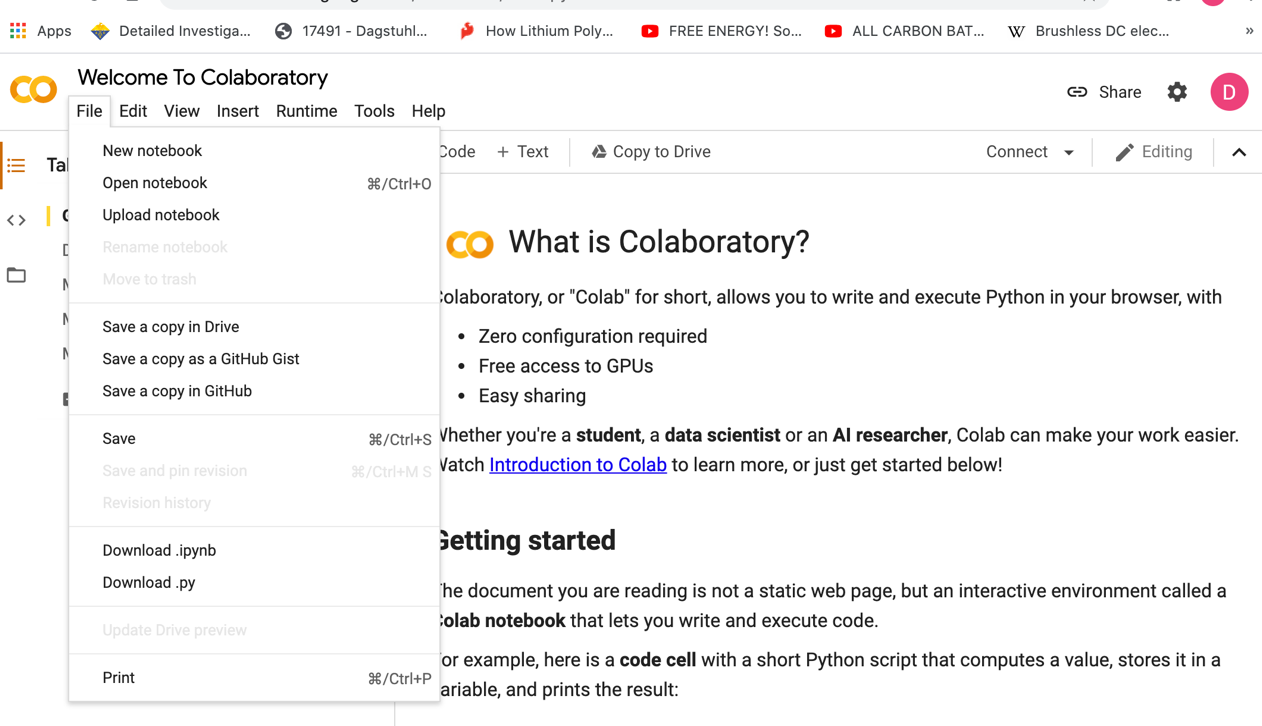 Apps
Detailed Investiga...
17491 - Dagstuhl...
How Lithium Poly...
FREE ENERGY! So...
ALL CARBON BAT...
Brushless DC elec...
»
Welcome To Colaboratory
Share
D
File Edit View Insert Runtime Tools Help
New notebook
Open notebook ⌘/Ctrl+O
Upload notebook
Rename notebook
Move to trash
Save a copy in Drive
Save a copy as a GitHub Gist
Save a copy in GitHub
Save ⌘/Ctrl+S
Save and pin revision ⌘/Ctrl+M S
Revision history
Download .ipynb
Download .py
Update Drive preview
Print ⌘/Ctrl+P
Code + Text Copy to Drive Connect Editing
What is Colaboratory?
Colaboratory, or "Colab" for short, allows you to write and execute Python in your browser, with
• Zero configuration required
• Free access to GPUs
• Easy sharing
Whether you're a student, a data scientist or an AI researcher, Colab can make your work easier.
Watch Introduction to Colab to learn more, or just get started below!
Getting started
The document you are reading is not a static web page, but an interactive environment called a
Colab notebook that lets you write and execute code.
For example, here is a code cell with a short Python script that computes a value, stores it in a
variable, and prints the result: